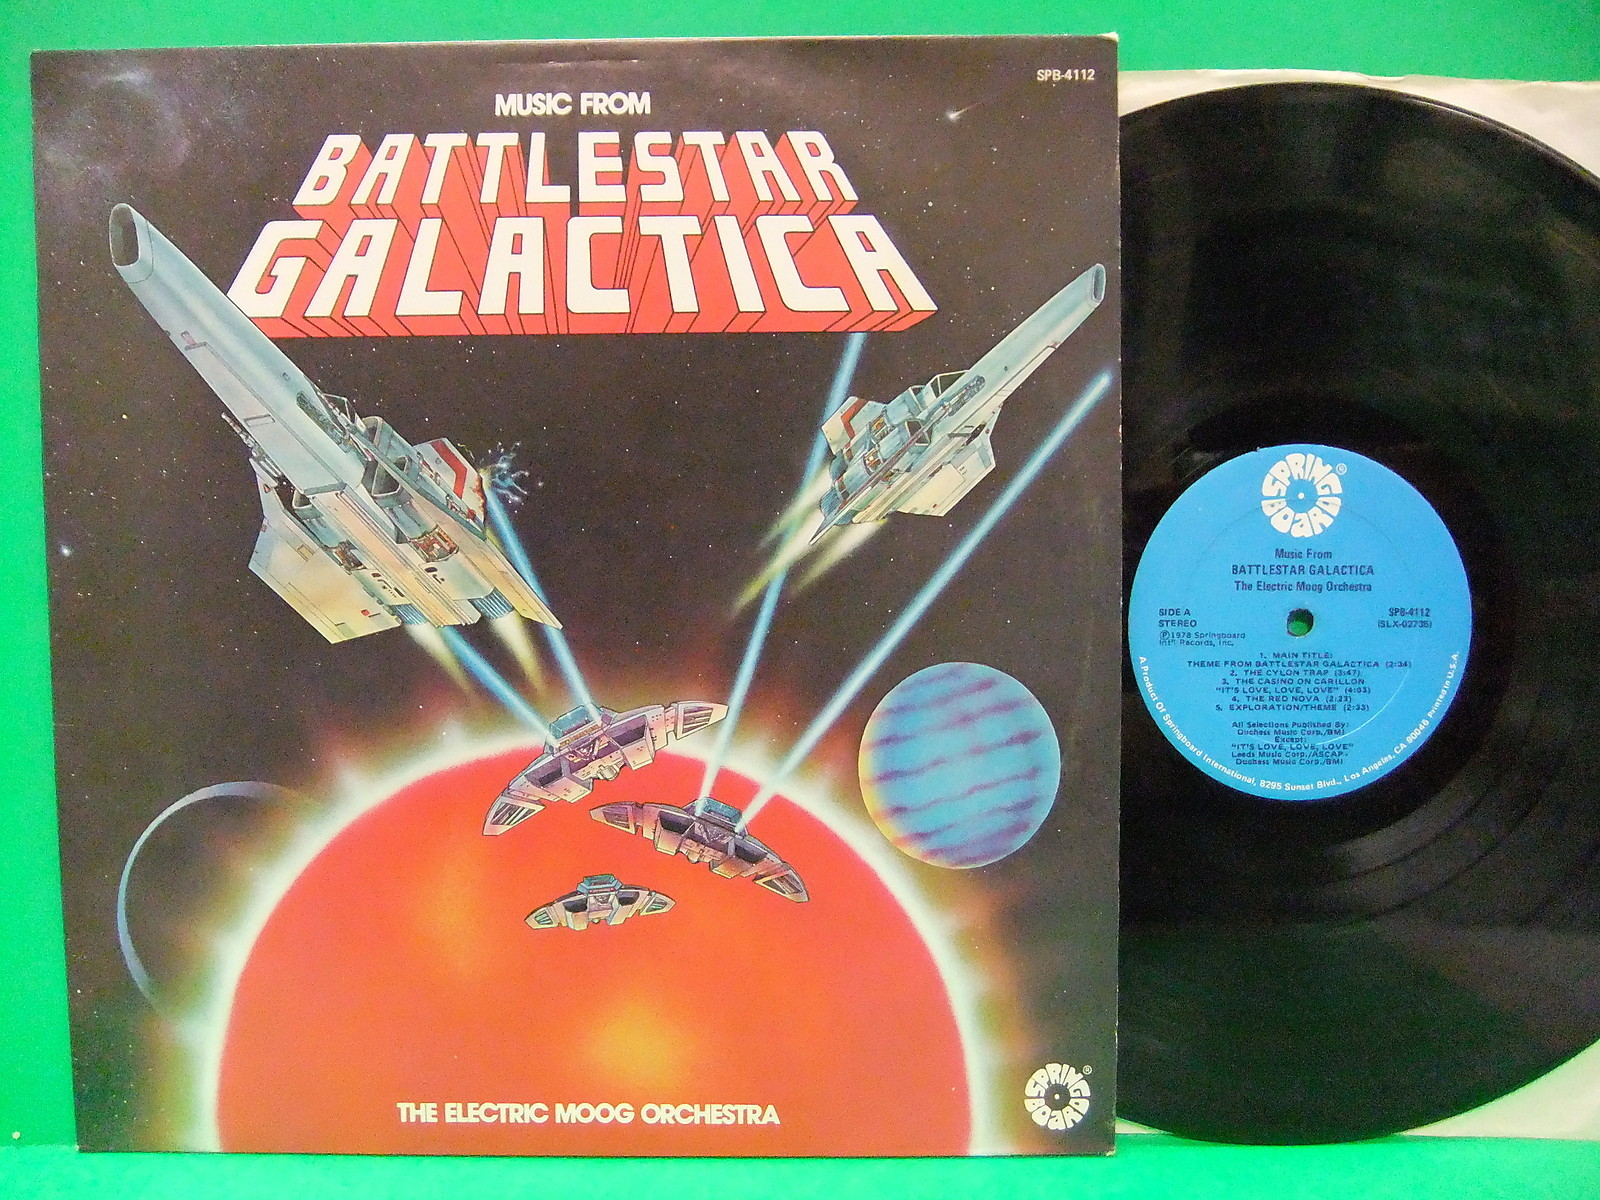 SPB-4112
MUSIC FROM
BATTLESTAR
GALACTICA
THE ELECTRIC MOOG ORCHESTRA
SPRING BOARD ®
SPRING BOARD ®
Music From
BATTLESTAR GALACTICA
The Electric Moog Orchestra
SIDE A
STEREO
SPB-4112
(SLX-02735)
℗ 1978 Springboard
Int'l Records, Inc.
1. MAIN TITLE:
THEME FROM BATTLESTAR GALACTICA (2:34)
2. THE CYLON TRAP (3:47)
3. THE CASINO ON CARILLON
"IT'S LOVE, LOVE, LOVE" (4:03)
4. THE RED NOVA (2:23)
5. EXPLORATION/THEME (2:33)
All Selections Published By:
Duchess Music Corp./BMI
Except:
"IT'S LOVE, LOVE, LOVE"
Leeds Music Corp./ASCAP-
Duchess Music Corp./BMI
A Product Of Springboard International, 8295 Sunset Blvd., Los Angeles, CA 90046 Printed in U.S.A.